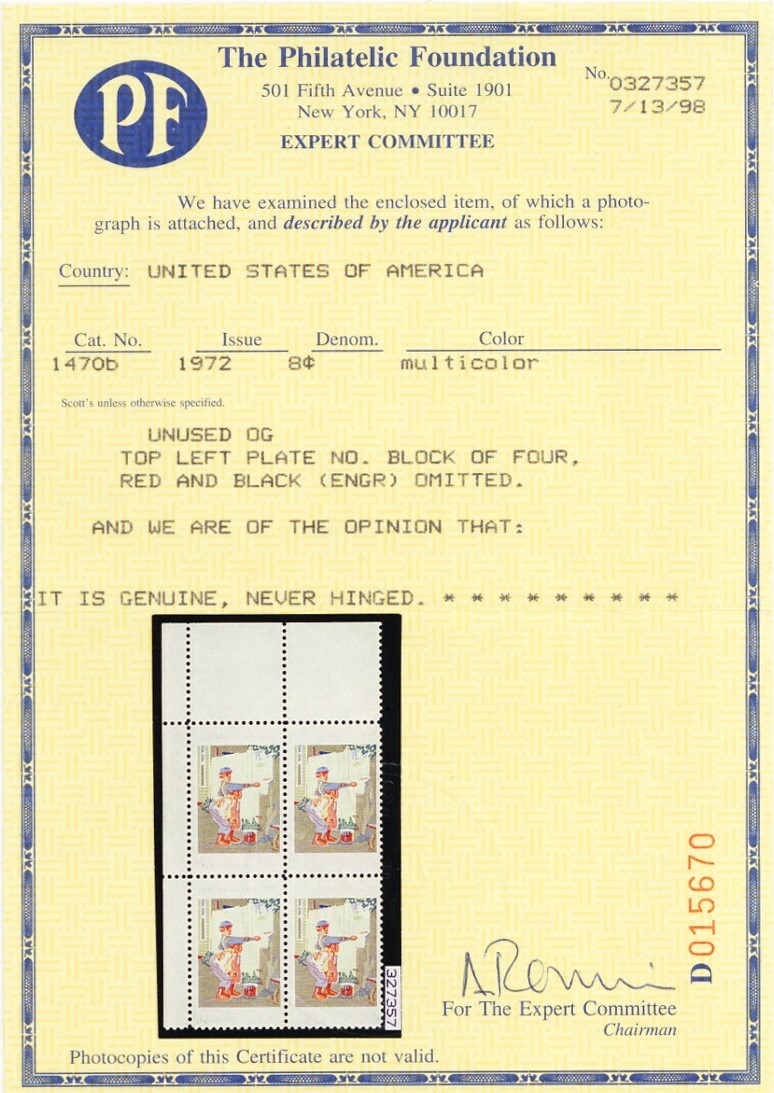 The Philatelic Foundation
PF
501 Fifth Avenue • Suite 1901
New York, NY 10017
EXPERT COMMITTEE
No. 0327357
7/13/98
We have examined the enclosed item, of which a photo-
graph is attached, and described by the applicant as follows:
Country: UNITED STATES OF AMERICA
Cat. No. Issue Denom. Color
1470b 1972 8¢ multicolor
Scott's unless otherwise specified.
UNUSED OG
TOP LEFT PLATE NO. BLOCK OF FOUR,
RED AND BLACK (ENGR) OMITTED.
AND WE ARE OF THE OPINION THAT:
IT IS GENUINE, NEVER HINGED. * * * * * * * * *
327357
D015670
For The Expert Committee
Chairman
Photocopies of this Certificate are not valid.